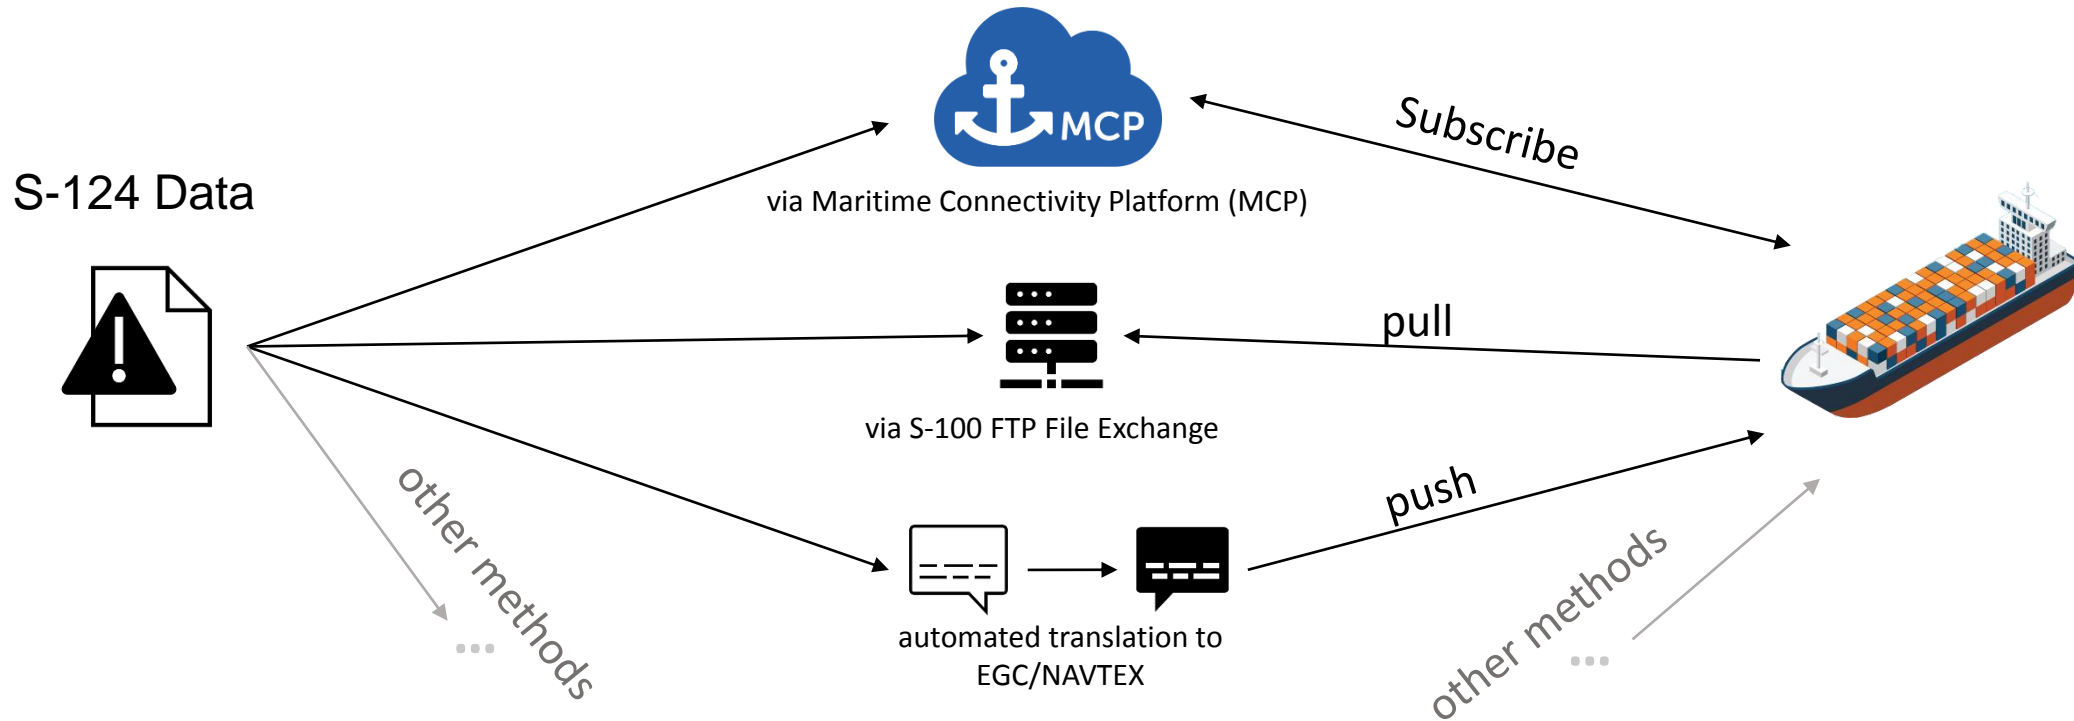 S-124 Data
MCP
via Maritime Connectivity Platform (MCP)
Subscribe
via S-100 FTP File Exchange
pull
automated translation to
EGC/NAVTEX
push
other methods
...
other methods
...